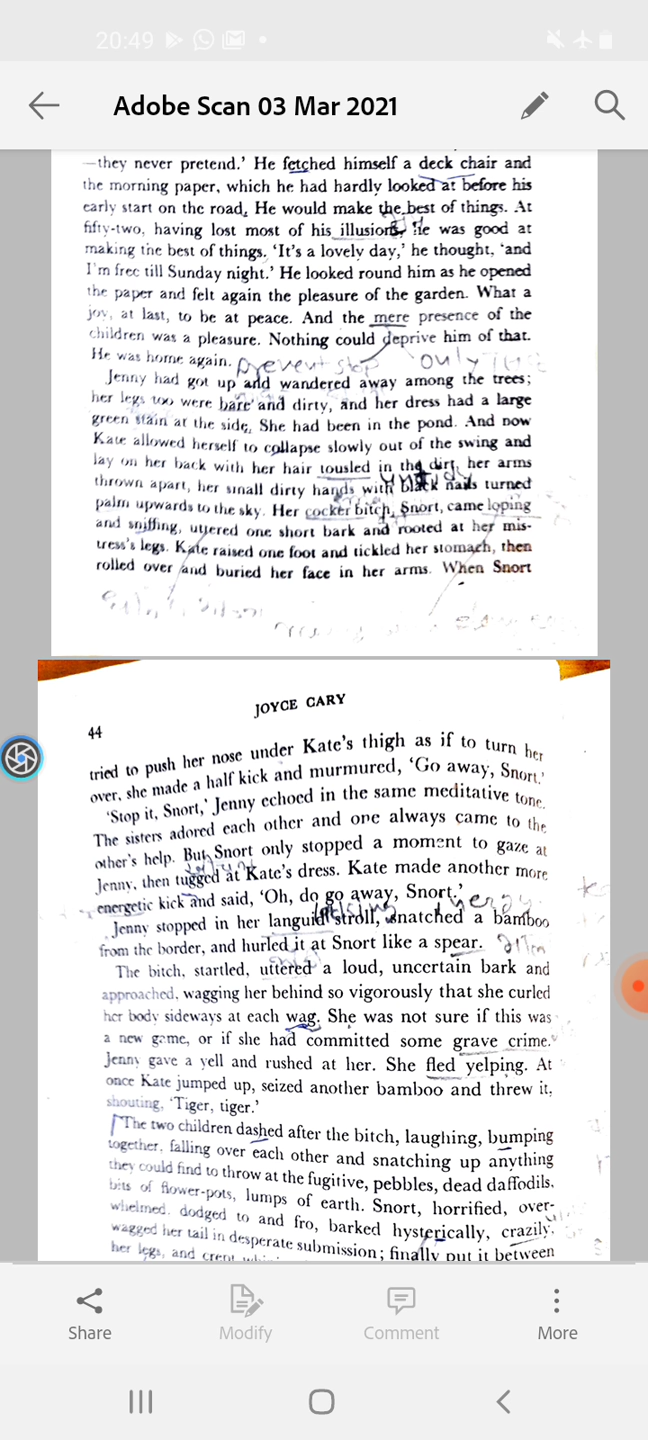 20:49
Adobe Scan 03 Mar 2021
—they never pretend.' He fetched himself a deck chair and
the morning paper, which he had hardly looked at before his
early start on the road. He would make the best of things. At
fifty-two, having lost most of his illusions, he was good at
making the best of things. 'It's a lovely day,' he thought, 'and
I'm free till Sunday night.' He looked round him as he opened
the paper and felt again the pleasure of the garden. What a
joy, at last, to be at peace. And the mere presence of the
children was a pleasure. Nothing could deprive him of that.
He was home again. prevent stop only
Jenny had got up and wandered away among the trees;
her legs too were bare and dirty, and her dress had a large
green stain at the side. She had been in the pond. And now
Kate allowed herself to collapse slowly out of the swing and
lay on her back with her hair tousled in the dirt, her arms
thrown apart, her small dirty hands with black nails turned
palm upwards to the sky. Her cocker bitch, Snort, came loping
and sniffing, uttered one short bark and rooted at her mis-
tress's legs. Kate raised one foot and tickled her stomach, then
rolled over and buried her face in her arms. When Snort
44
JOYCE CARY
tried to push her nose under Kate's thigh as if to turn her
over, she made a half kick and murmured, 'Go away, Snort.'
'Stop it, Snort,' Jenny echoed in the same meditative tone.
The sisters adored each other and one always came to the
other's help. But Snort only stopped a moment to gaze at
Jenny, then tugged at Kate's dress. Kate made another more
energetic kick and said, 'Oh, do go away, Snort.'
Jenny stopped in her languid stroll, snatched a bamboo
from the border, and hurled it at Snort like a spear.
The bitch, startled, uttered a loud, uncertain bark and
approached, wagging her behind so vigorously that she curled
her body sideways at each wag. She was not sure if this was
a new game, or if she had committed some grave crime.
Jenny gave a yell and rushed at her. She fled yelping. At
once Kate jumped up, seized another bamboo and threw it,
shouting, 'Tiger, tiger.'
The two children dashed after the bitch, laughing, bumping
together, falling over each other and snatching up anything
they could find to throw at the fugitive, pebbles, dead daffodils,
bits of flower-pots, lumps of earth. Snort, horrified, over-
whelmed, dodged to and fro, barked hysterically, crazily,
wagged her tail in desperate submission; finally put it between
her legs, and crept
Share
Modify
Comment
More